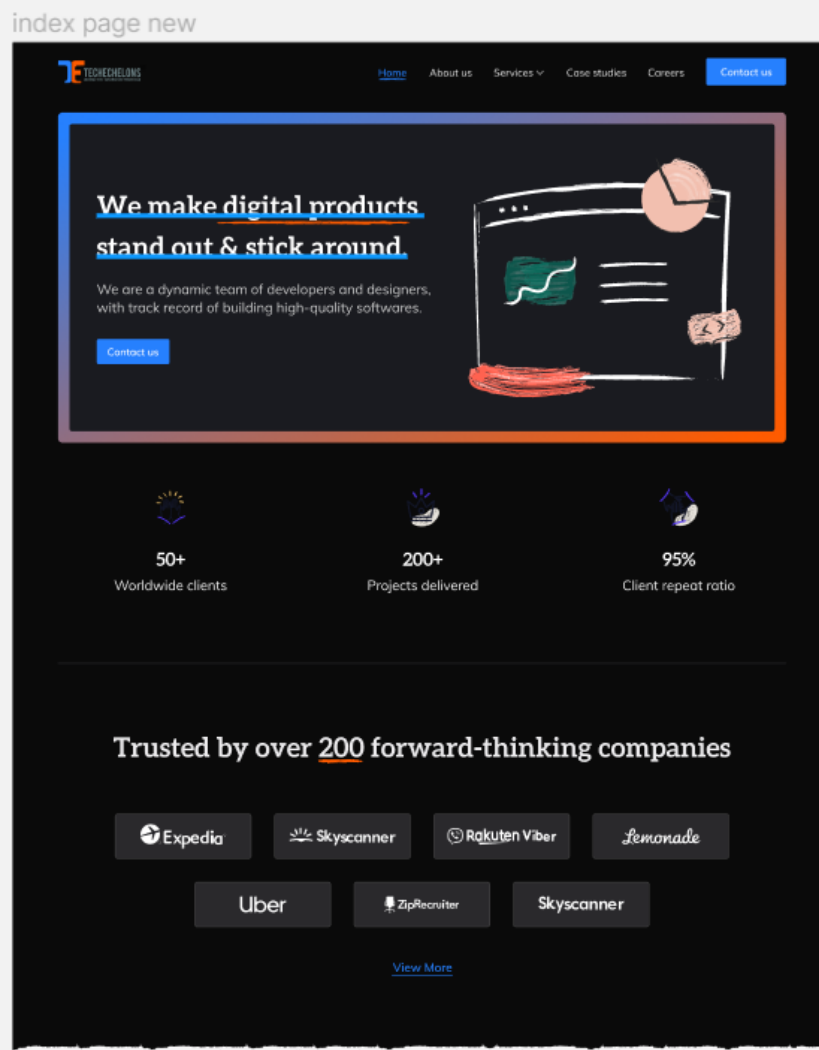 index page new
TECHECHELONS
Home About us Services Case studies Careers Contact us
We make digital products
stand out & stick around.
We are a dynamic team of developers and designers,
with track record of building high-quality softwares.
Contact us
50+ 200+ 95%
Worldwide clients Projects delivered Client repeat ratio
Trusted by over 200 forward-thinking companies
Expedia Skyscanner Rakuten Viber Lemonade
Uber ZipRecruiter Skyscanner
View More